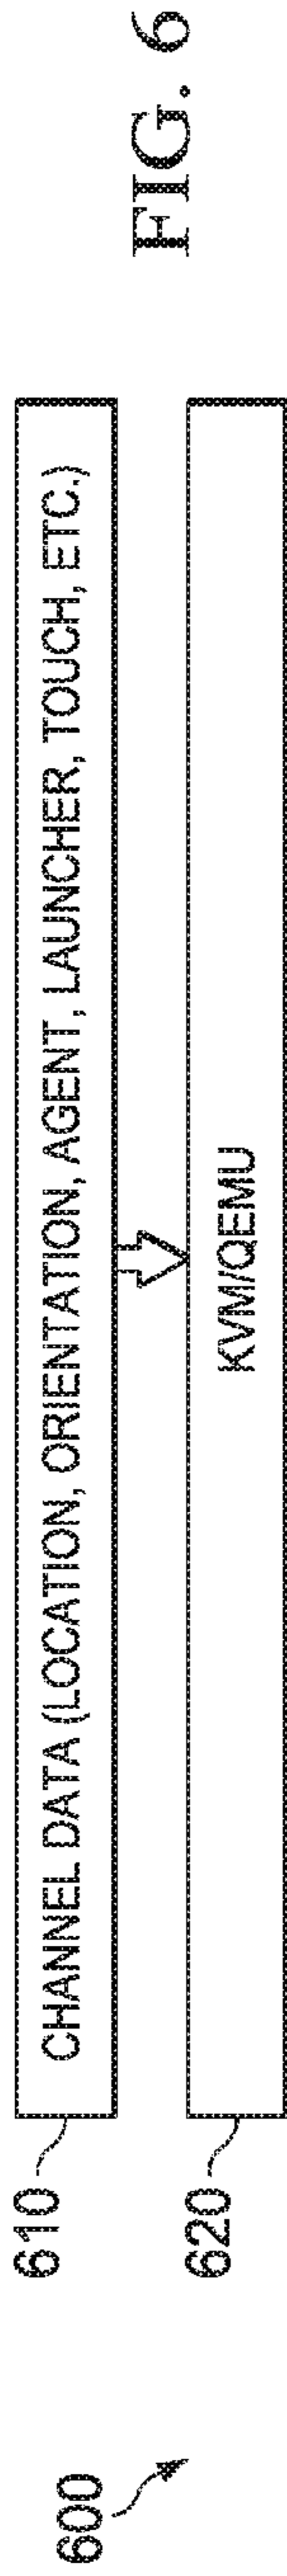 600
610
CHANNEL DATA (LOCATION, ORIENTATION, AGENT, LAUNCHER, TOUCH, ETC.)
620
KVM/QEMU
FIG. 6